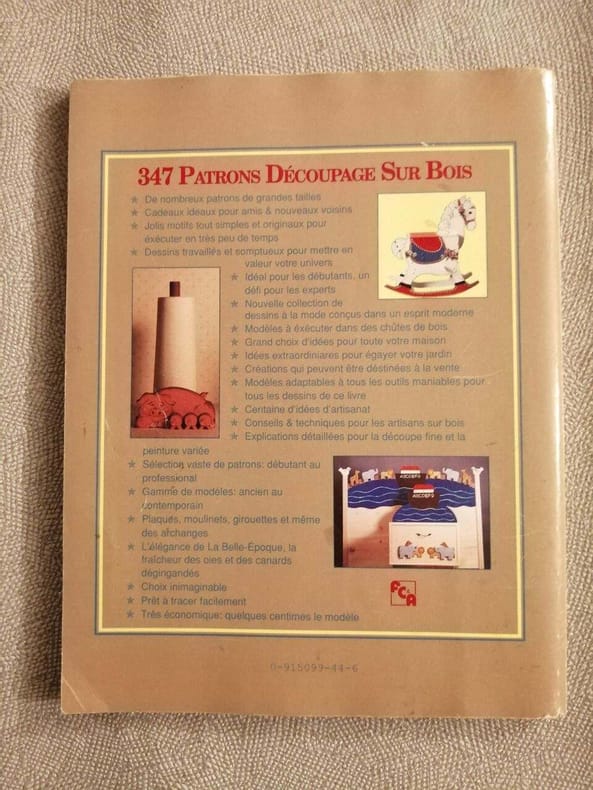 347 PATRONS DÉCOUPAGE SUR BOIS
★ De nombreux patrons de grandes tailles
★ Cadeaux ideaux pour amis & nouveaux voisins
★ Jolis motifs tout simples et originaux pour
éxécuter en très peu de temps
★ Dessins travaillés et somptueux pour mettre en
valeur votre univers
★ Idéal pour les débutants, un
défi pour les experts
★ Nouvelle collection de
dessins à la mode conçus dans un esprit moderne
★ Modèles à éxécuter dans des chûtes de bois
★ Grand choix d'idées pour toute votre maison
★ Idées extraordiniares pour égayer votre jardin
★ Créations qui peuvent être déstinées à la vente
★ Modèles adaptables à tous les outils maniables pour
tous les dessins de ce livre
★ Centaine d'idées d'artisanat
★ Conseils & techniques pour les artisans sur bois
★ Explications détaillées pour la découpe fine et la
peinture variée
★ Sélection vaste de patrons: débutant au
professional
★ Gamme de modèles: ancien au
contemporain
★ Plaques, moulinets, girouettes et même
des archanges
★ L'élégance de La Belle-Époque, la
fraîcheur des oies et des canards
dégingandés
★ Choix inimaginable
★ Prêt à tracer facilement
★ Très économique: quelques centimes le modèle
ABCDEFG
FC&A
0-915099-44-6